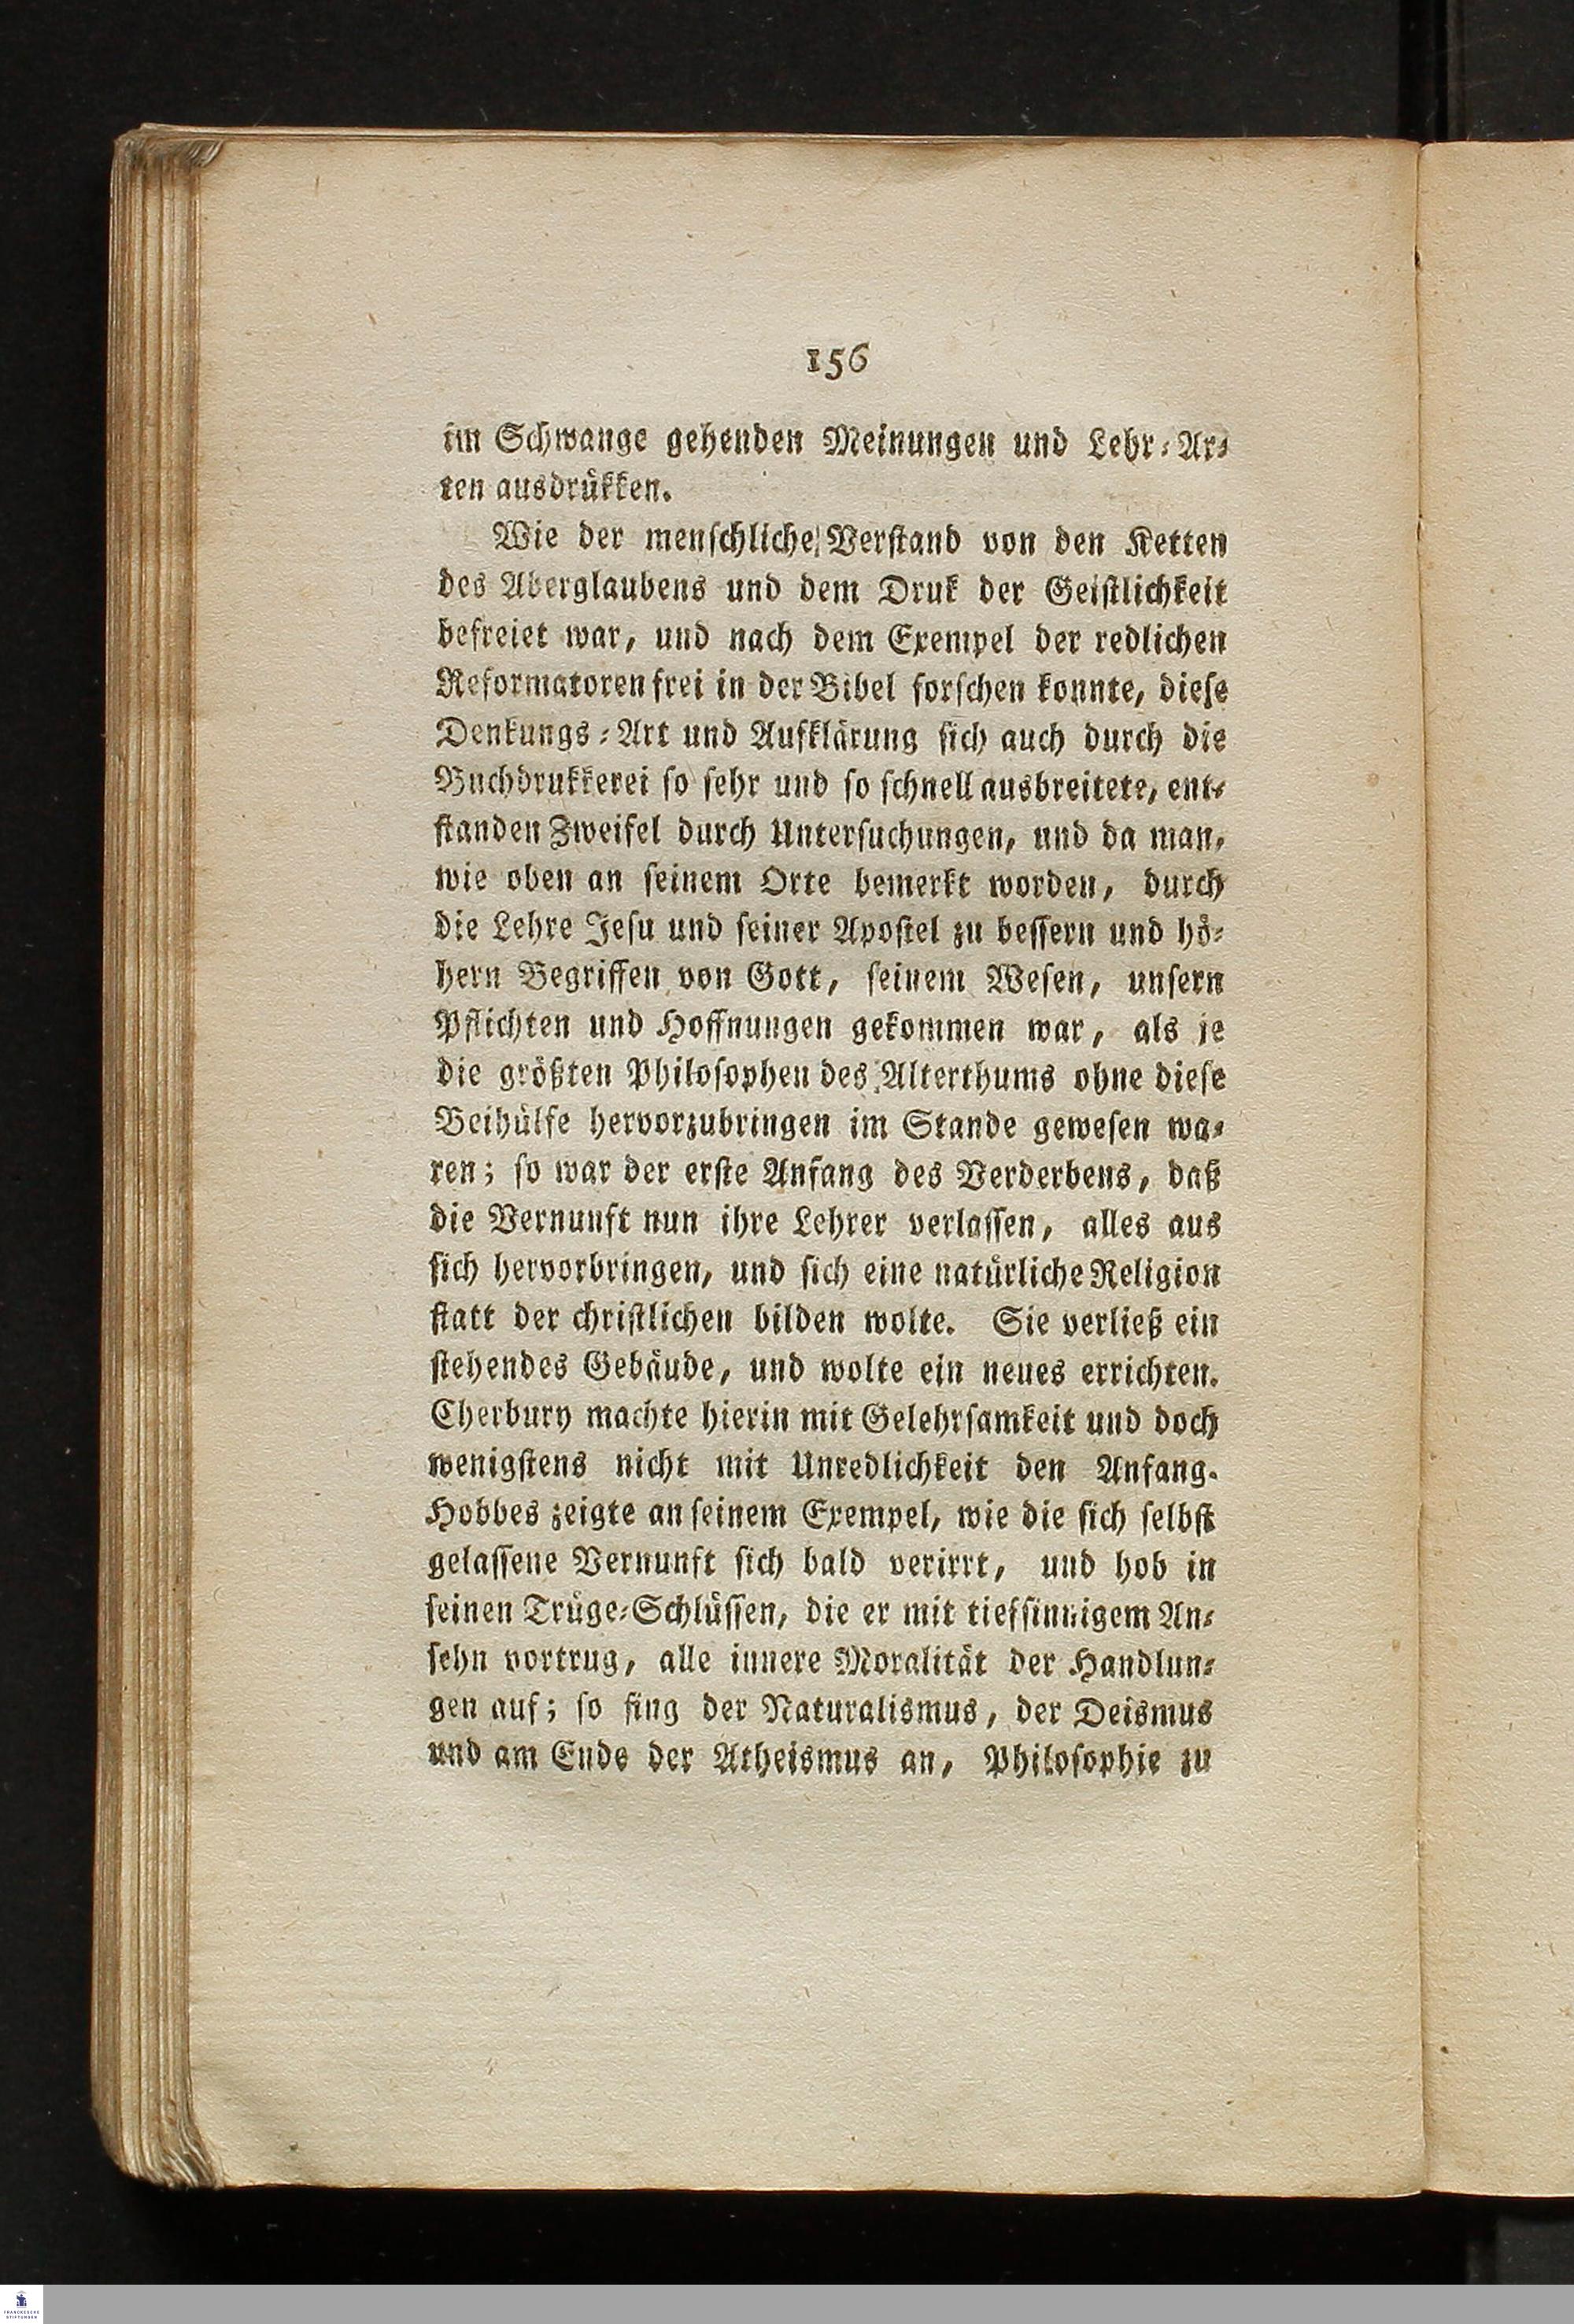 156
im Schwange gehenden Meinungen und Lehr-Ar-
ten ausdrükken.
Wie der menschliche Verstand von den Ketten
des Aberglaubens und dem Druk der Geistlichkeit
befreiet war, und nach dem Exempel der redlichen
Reformatoren frei in der Bibel forschen konnte, diese
Denkungs-Art und Aufklärung sich auch durch die
Buchdrukkerei so sehr und so schnell ausbreitete, ent-
standen Zweifel durch Untersuchungen, und da man,
wie oben an seinem Orte bemerkt worden, durch
die Lehre Jesu und seiner Apostel zu bessern und hö-
hern Begriffen von Gott, seinem Wesen, unsern
Pflichten und Hoffnungen gekommen war, als je
die größten Philosophen des Alterthums ohne diese
Beihülfe hervorzubringen im Stande gewesen wa-
ren; so war der erste Anfang des Verderbens, daß
die Vernunft nun ihre Lehrer verlassen, alles aus
sich hervorbringen, und sich eine natürliche Religion
statt der christlichen bilden wolte. Sie verließ ein
stehendes Gebäude, und wolte ein neues errichten.
Cherbury machte hierin mit Gelehrsamkeit und doch
wenigstens nicht mit Unredlichkeit den Anfang.
Hobbes zeigte an seinem Exempel, wie die sich selbst
gelassene Vernunft sich bald verirrt, und hob in
seinen Trüge-Schlüssen, die er mit tiefsinnigem An-
sehn vortrug, alle innere Moralität der Handlun-
gen auf; so fing der Naturalismus, der Deismus
und am Ende der Atheismus an, Philosophie zu
FRANCKESCHE
STIFTUNGEN